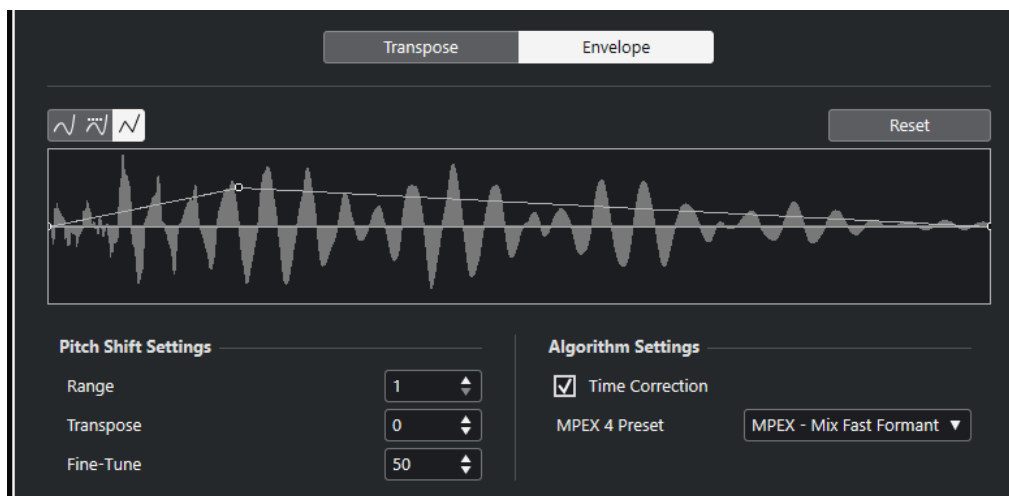 Transpose Envelope
Reset
Pitch Shift Settings
Range 1
Transpose 0
Fine-Tune 50
Algorithm Settings
Time Correction
MPEX 4 Preset MPEX - Mix Fast Formant